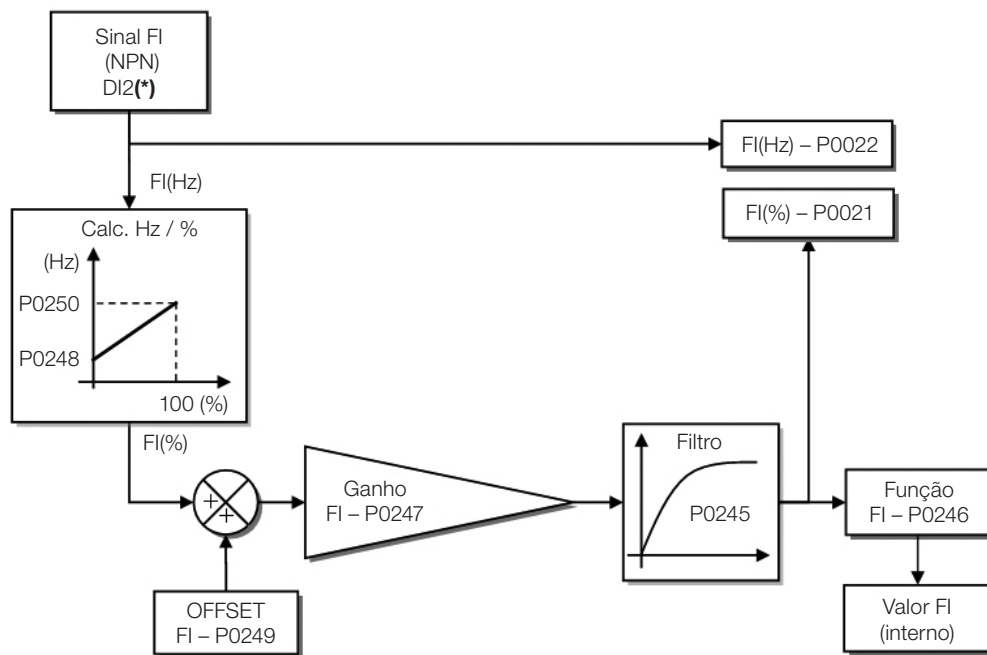 Sinal FI
(NPN)
DI2(*)
FI(Hz) – P0022
FI(Hz)
FI(%) – P0021
Calc. Hz / %
(Hz)
P0250
P0248
100 (%)
FI(%)
Filtro
P0245
Ganho
FI – P0247
+
+
Função
FI – P0246
OFFSET
FI – P0249
Valor FI
(interno)